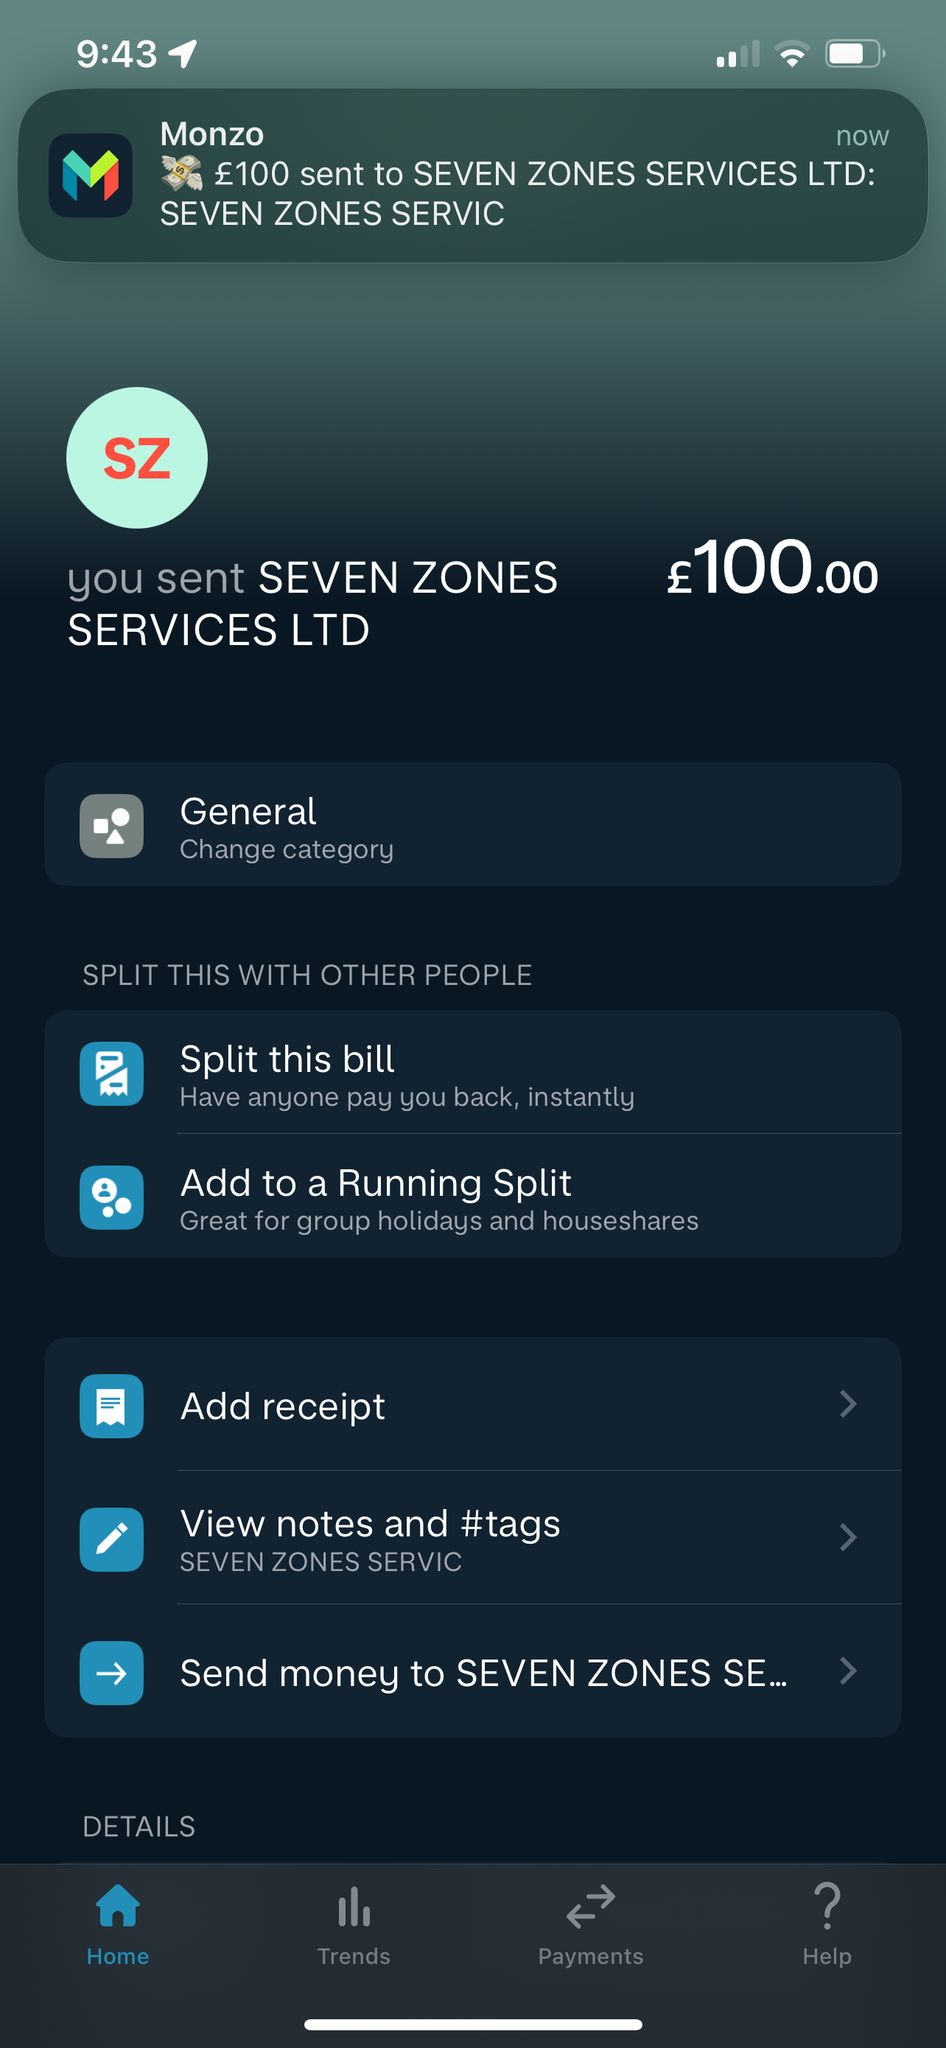 9:43
Monzo
now
💸 £100 sent to SEVEN ZONES SERVICES LTD:
SEVEN ZONES SERVIC
SZ
you sent SEVEN ZONES
SERVICES LTD
£100.00
General
Change category
SPLIT THIS WITH OTHER PEOPLE
Split this bill
Have anyone pay you back, instantly
Add to a Running Split
Great for group holidays and houseshares
Add receipt
View notes and #tags
SEVEN ZONES SERVIC
Send money to SEVEN ZONES SE...
DETAILS
Home
Trends
Payments
Help